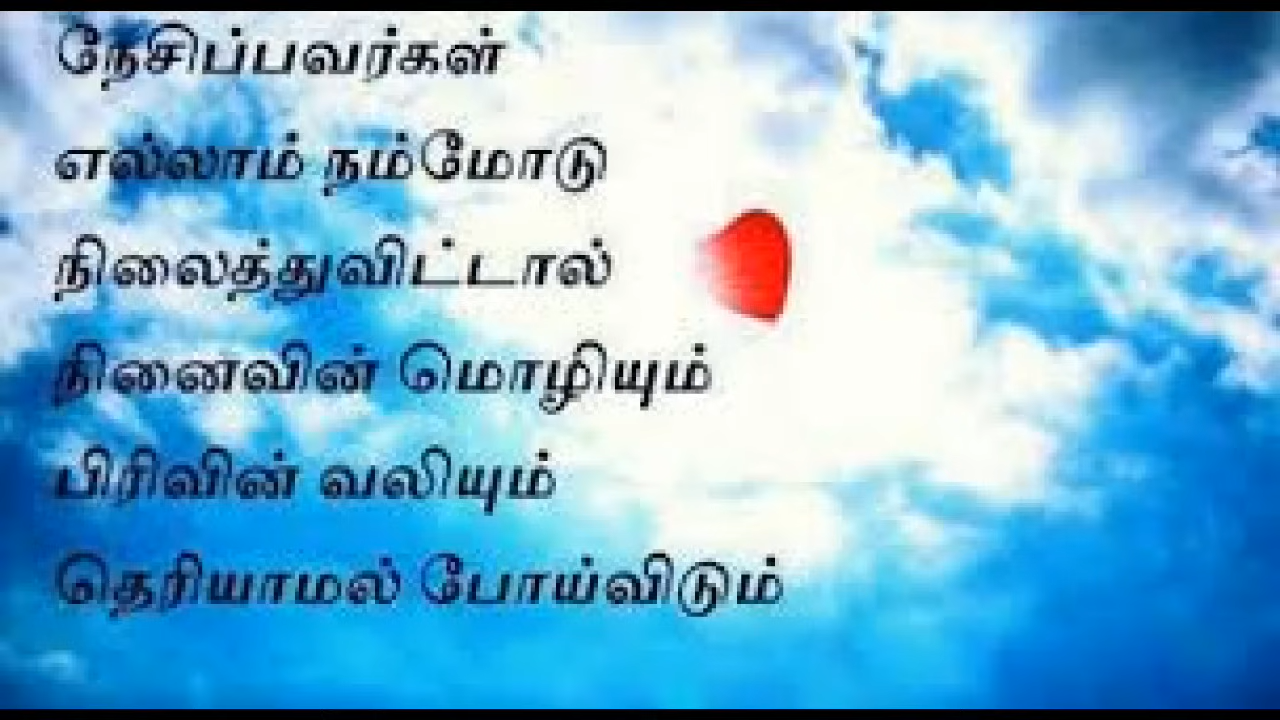 நேசிப்பவர்கள்
எல்லாம் நம்மோடு
நிலைத்துவிட்டால்
நினைவின் மொழியும்
பிரிவின் வலியும்
தெரியாமல் போய்விடும்